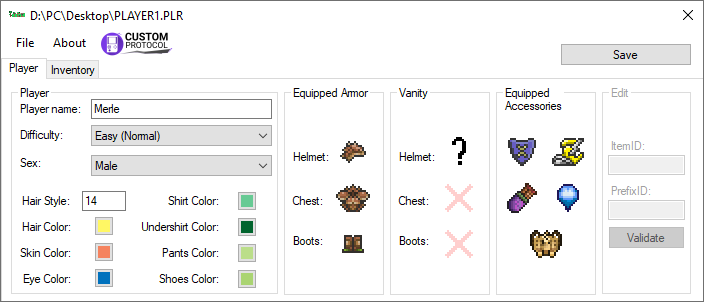 D:\PC\Desktop\PLAYER1.PLR
File About CUSTOM PROTOCOL
Save
Player Inventory
Player
Player name: Merle
Difficulty: Easy (Normal)
Sex: Male
Hair Style: 14 Shirt Color:
Hair Color: Undershirt Color:
Skin Color: Pants Color:
Eye Color: Shoes Color:
Equipped Armor
Helmet:
Chest:
Boots:
Vanity
Helmet: ?
Chest:
Boots:
Equipped
Accessories
Edit
ItemID:
PrefixID:
Validate